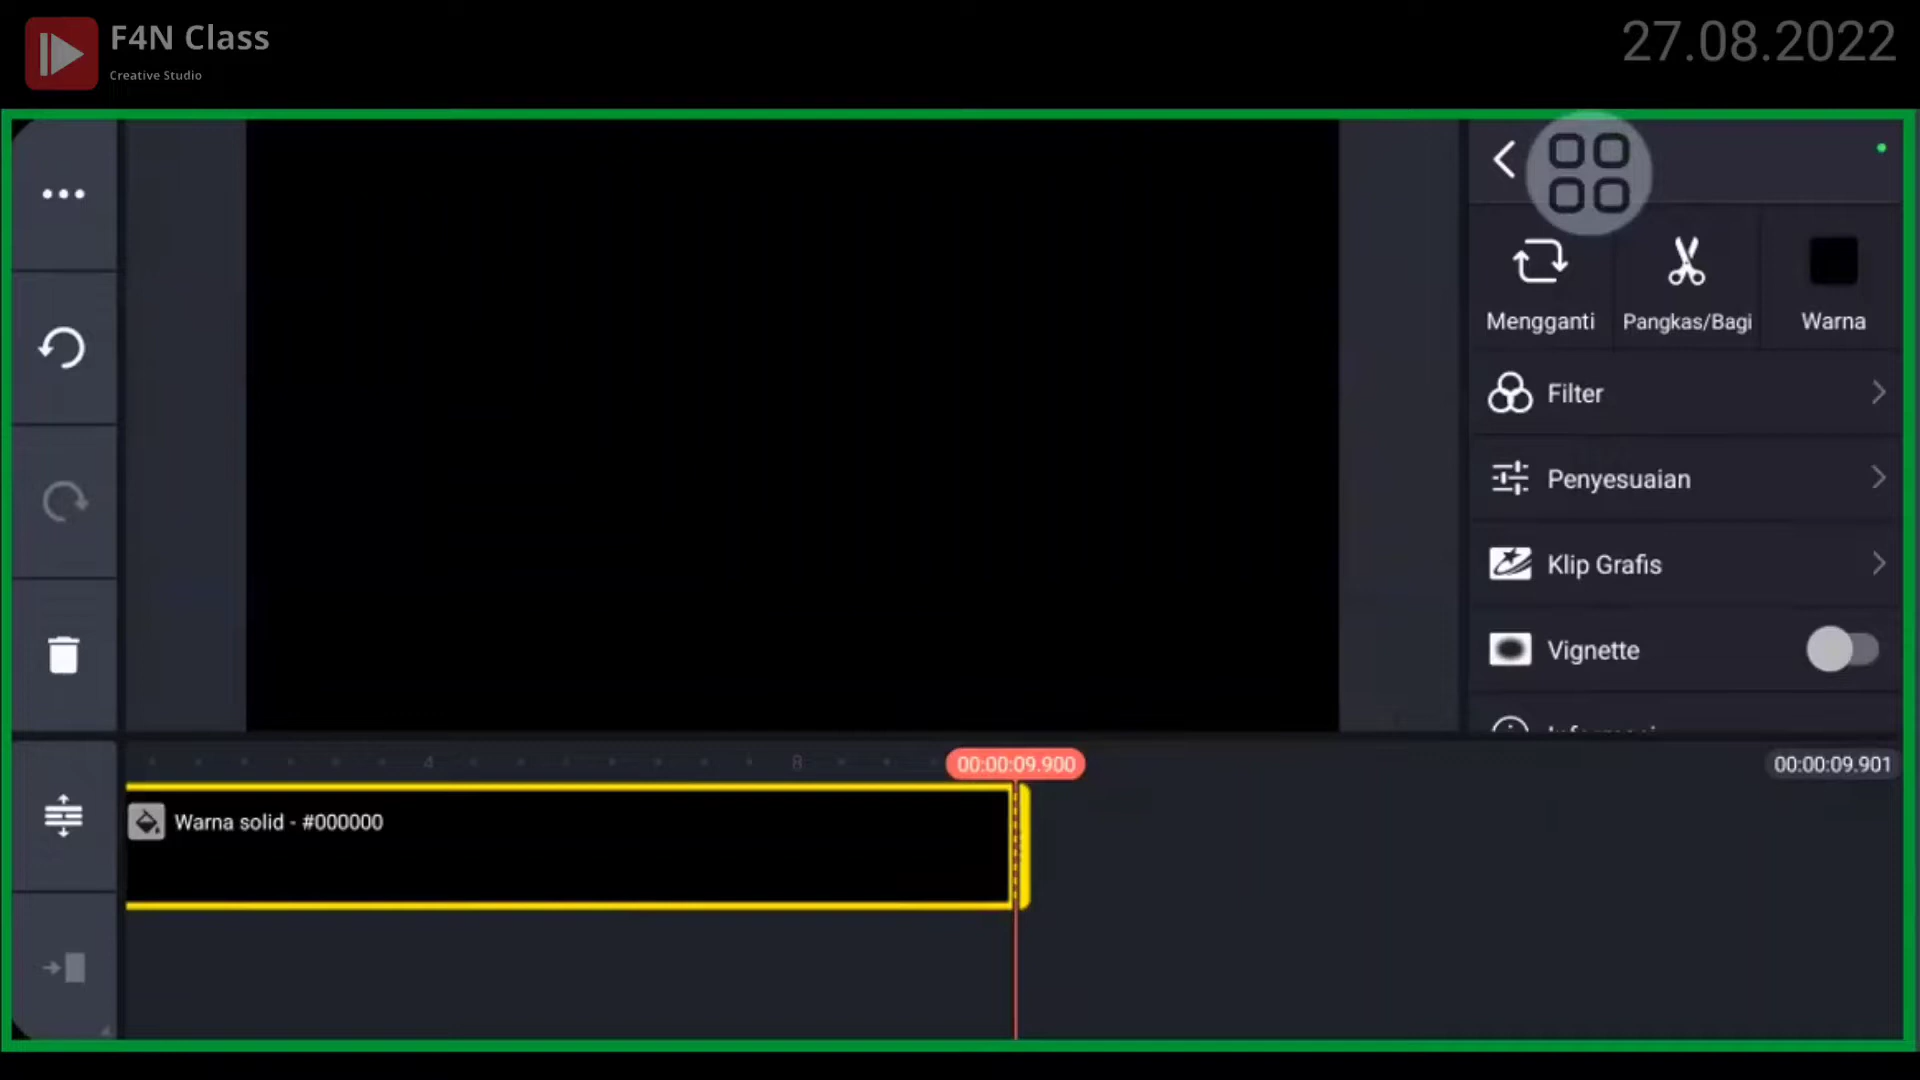 F4N Class
Creative Studio
27.08.2022
Mengganti
Pangkas/Bagi
Warna
Filter
Penyesuaian
Klip Grafis
Vignette
4
8
00:00:09.900
00:00:09.901
Warna solid - #000000